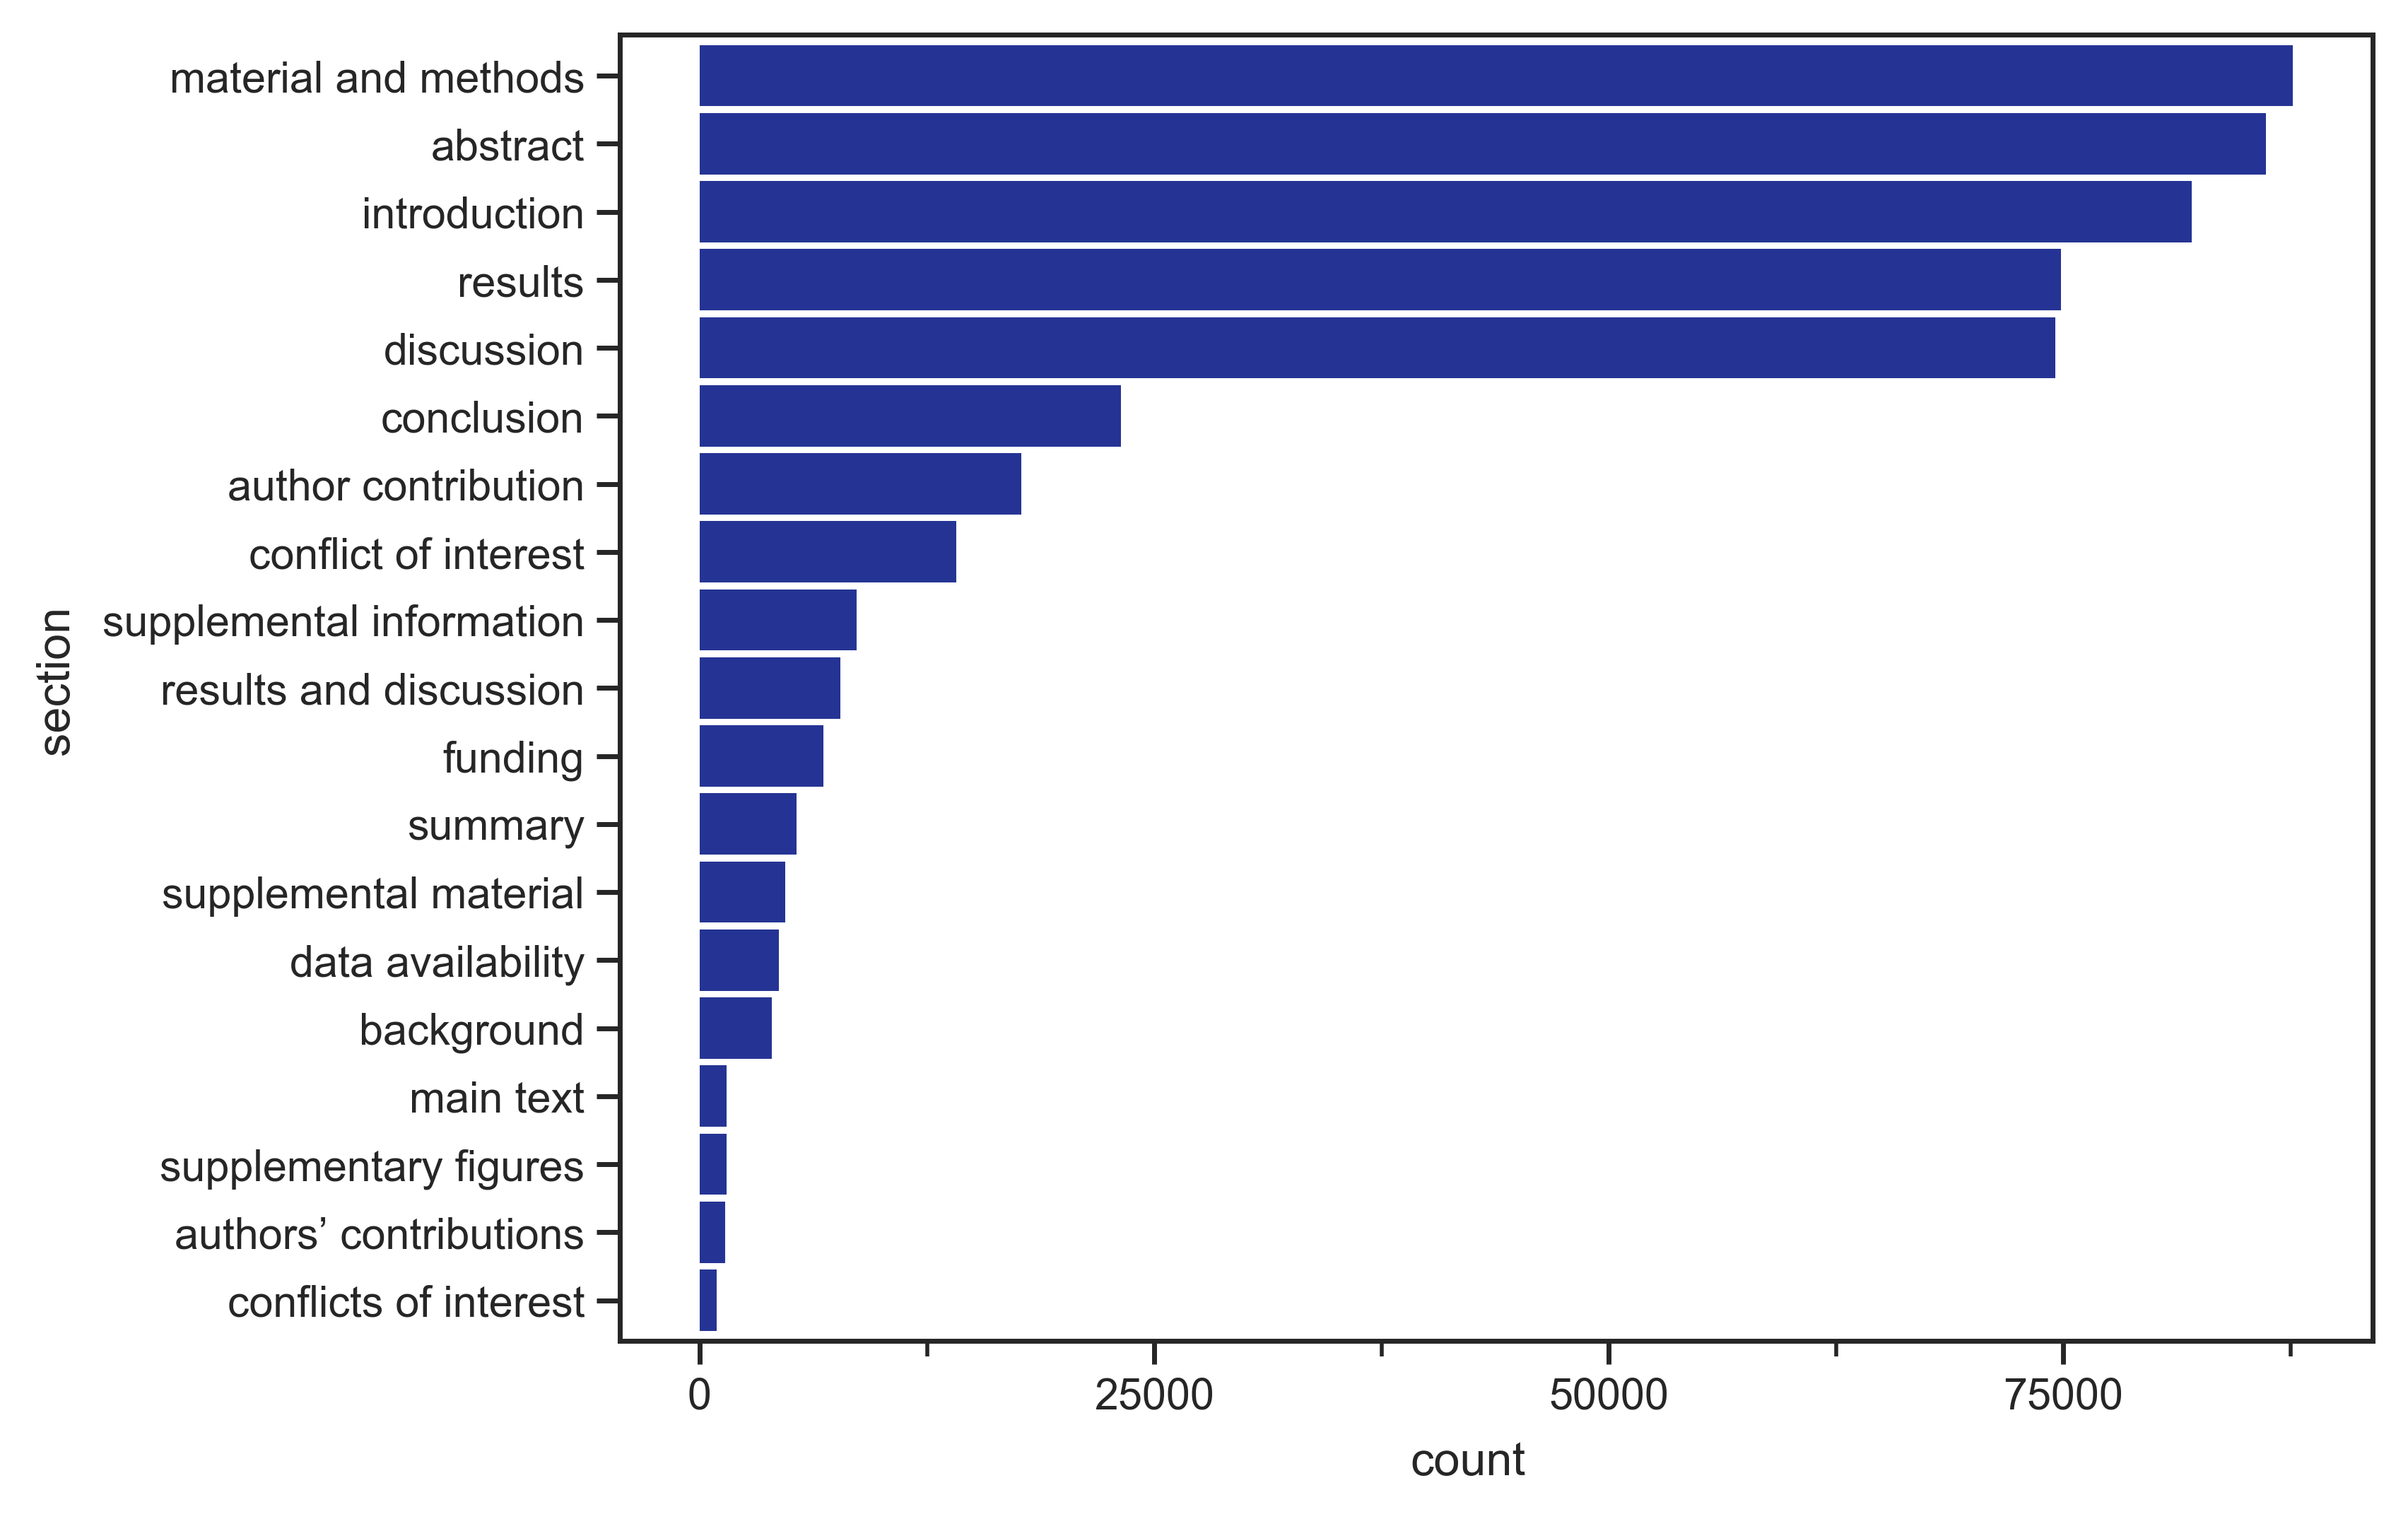 material and methods
abstract
introduction
results
discussion
conclusion
author contribution
conflict of interest
supplemental information
results and discussion
funding
summary
supplemental material
data availability
background
main text
supplementary figures
authors’ contributions
conflicts of interest
section
0 25000 50000 75000
count